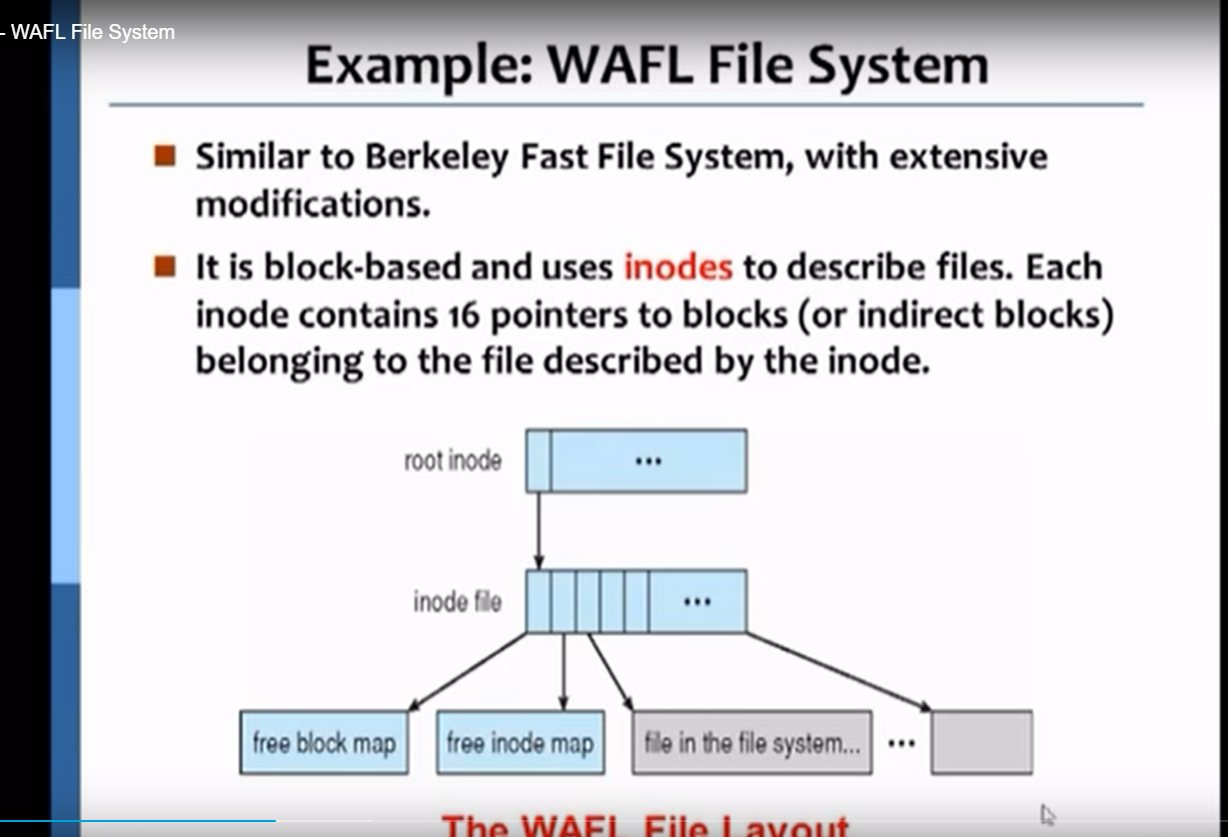 - WAFL File System
Example: WAFL File System
Similar to Berkeley Fast File System, with extensive
modifications.
It is block-based and uses inodes to describe files. Each
inode contains 16 pointers to blocks (or indirect blocks)
belonging to the file described by the inode.
root inode
...
inode file
...
free block map
free inode map
file in the file system...
...
The WAFL File Layout